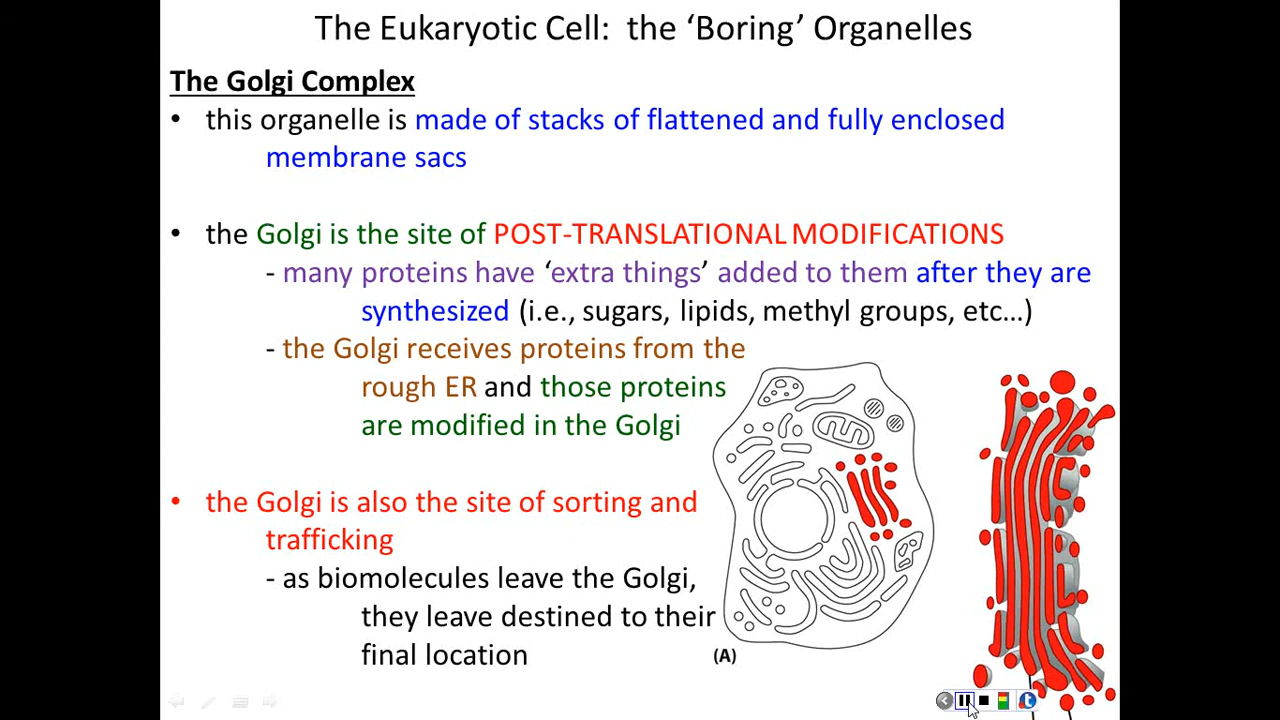 The Eukaryotic Cell: the ‘Boring’ Organelles
The Golgi Complex
• this organelle is made of stacks of flattened and fully enclosed
membrane sacs
• the Golgi is the site of POST-TRANSLATIONAL MODIFICATIONS
- many proteins have ‘extra things’ added to them after they are
synthesized (i.e., sugars, lipids, methyl groups, etc…)
- the Golgi receives proteins from the
rough ER and those proteins
are modified in the Golgi
• the Golgi is also the site of sorting and
trafficking
- as biomolecules leave the Golgi,
they leave destined to their
final location
(A)